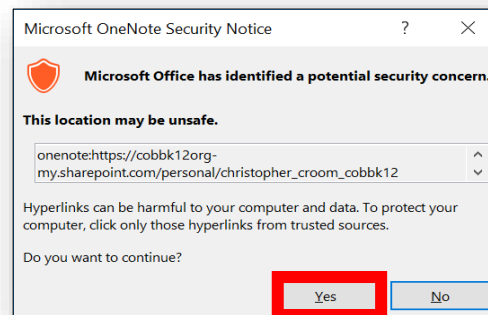 Microsoft OneNote Security Notice ?
Microsoft Office has identified a potential security concern.
This location may be unsafe.
onenote:https://cobbk12org-
my.sharepoint.com/personal/christopher_croom_cobbk12
Hyperlinks can be harmful to your computer and data. To protect your
computer, click only those hyperlinks from trusted sources.
Do you want to continue?
Yes No